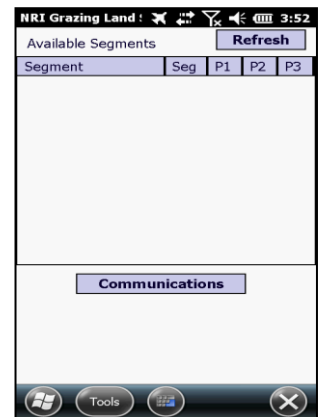 NRI Grazing Land : 3:52
Available Segments Refresh
Segment Seg P1 P2 P3
Communications
Tools